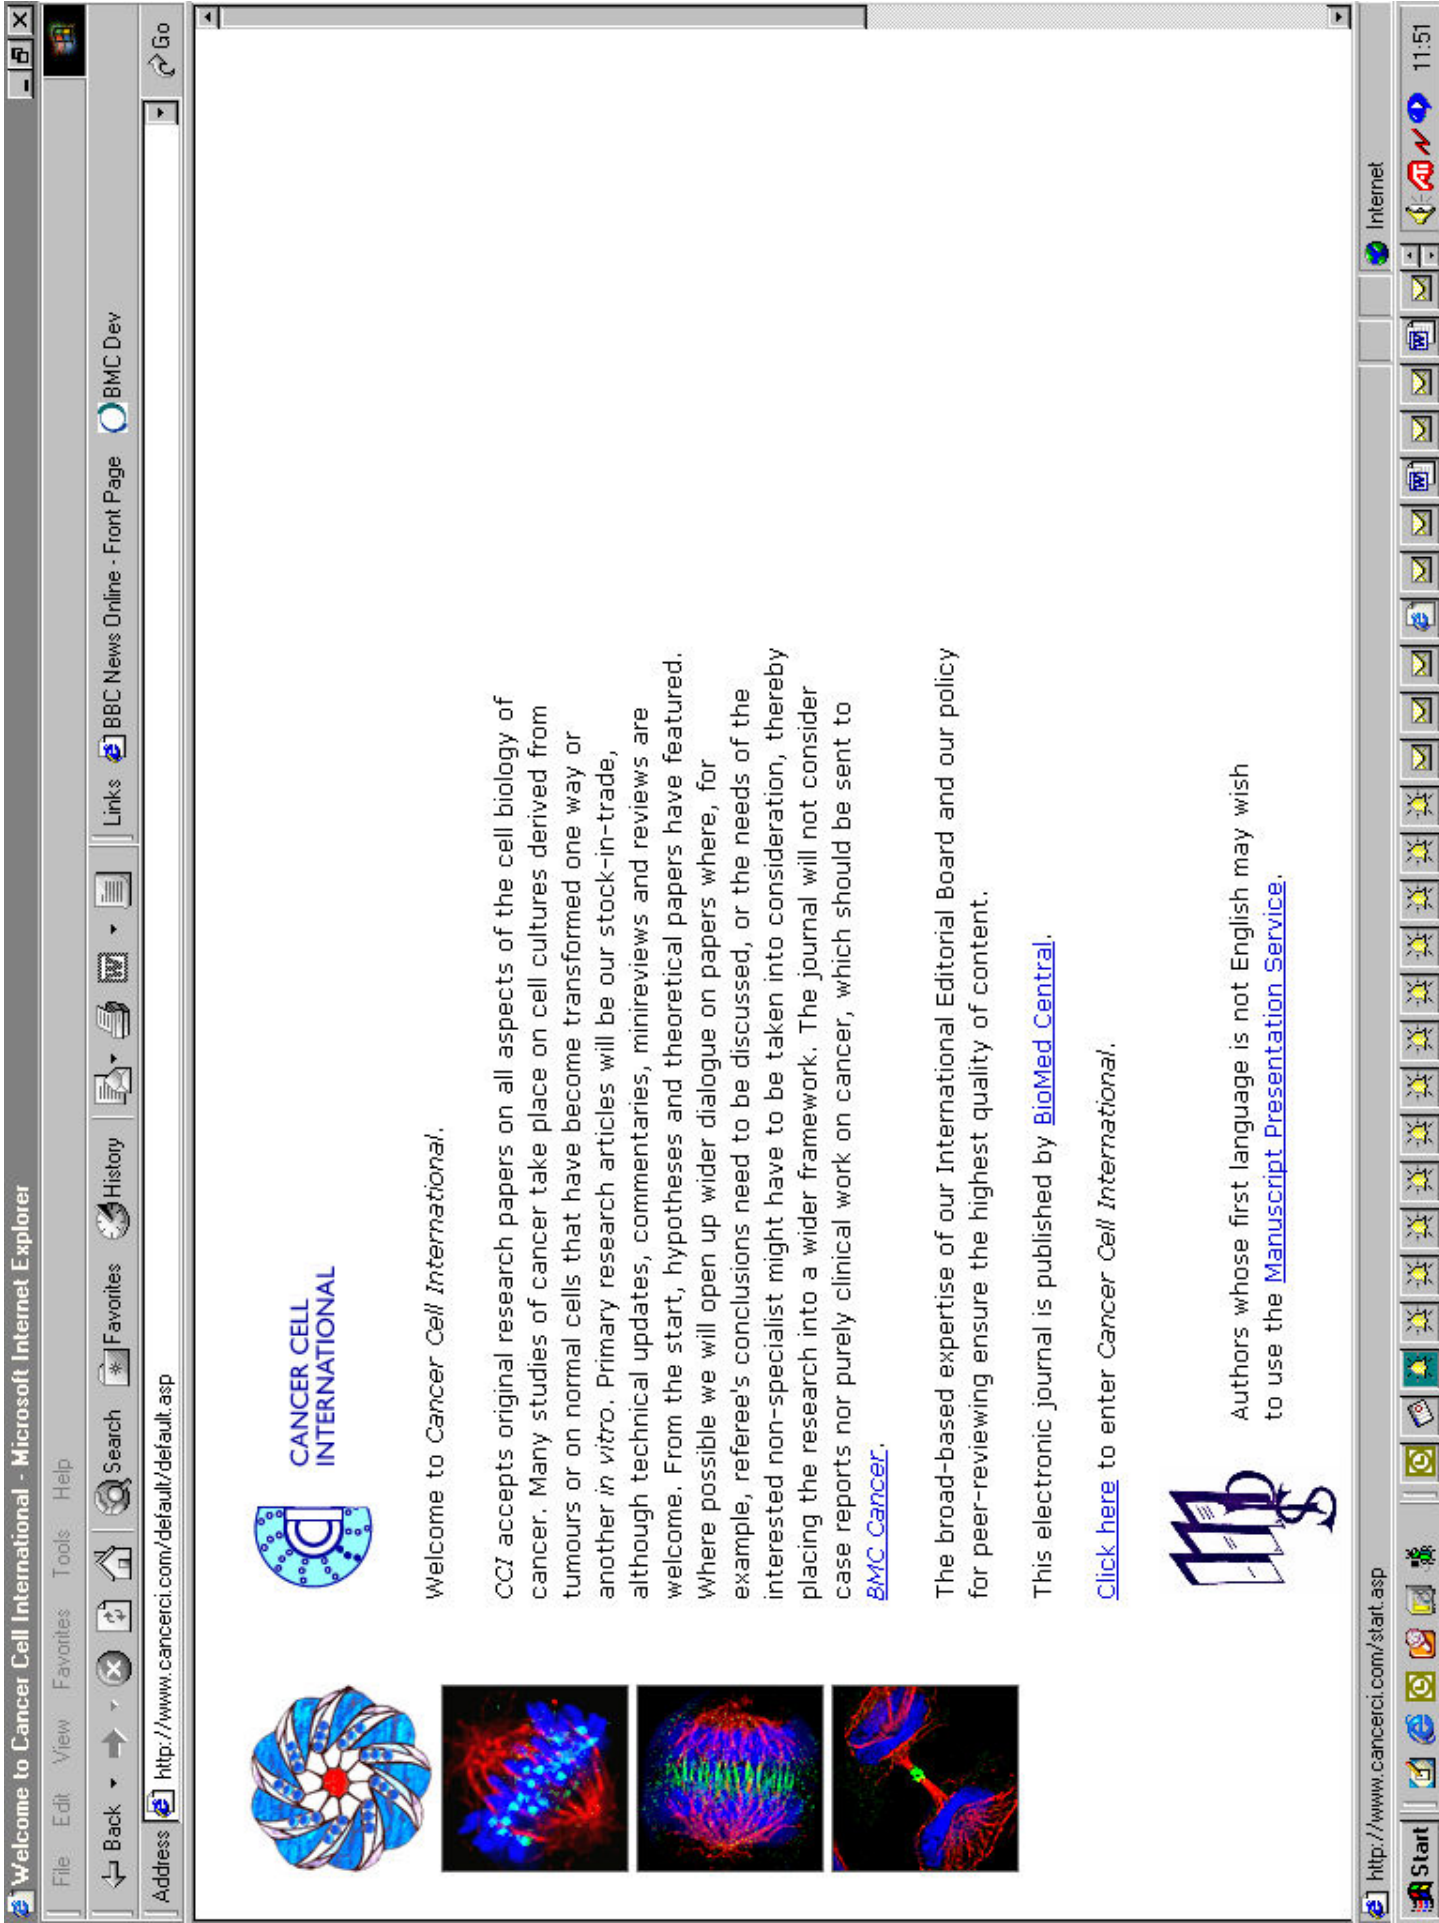 Welcome to Cancer Cell International - Microsoft Internet Explorer
File Edit View Favorites Tools Help
Back Search Favorites History Links BBC News Online - Front Page BMC Dev
Address http://www.cancerci.com/default/default.asp Go
CANCER CELL
INTERNATIONAL
Welcome to Cancer Cell International.
CCI accepts original research papers on all aspects of the cell biology of
cancer. Many studies of cancer take place on cell cultures derived from
tumours or on normal cells that have become transformed one way or
another in vitro. Primary research articles will be our stock-in-trade,
although technical updates, commentaries, minireviews and reviews are
welcome. From the start, hypotheses and theoretical papers have featured.
Where possible we will open up wider dialogue on papers where, for
example, referee's conclusions need to be discussed, or the needs of the
interested non-specialist might have to be taken into consideration, thereby
placing the research into a wider framework. The journal will not consider
case reports nor purely clinical work on cancer, which should be sent to
BMC Cancer.
The broad-based expertise of our International Editorial Board and our policy
for peer-reviewing ensure the highest quality of content.
This electronic journal is published by BioMed Central.
Click here to enter Cancer Cell International.
Authors whose first language is not English may wish
to use the Manuscript Presentation Service.
http://www.cancerci.com/start.asp Internet
Start 11:51